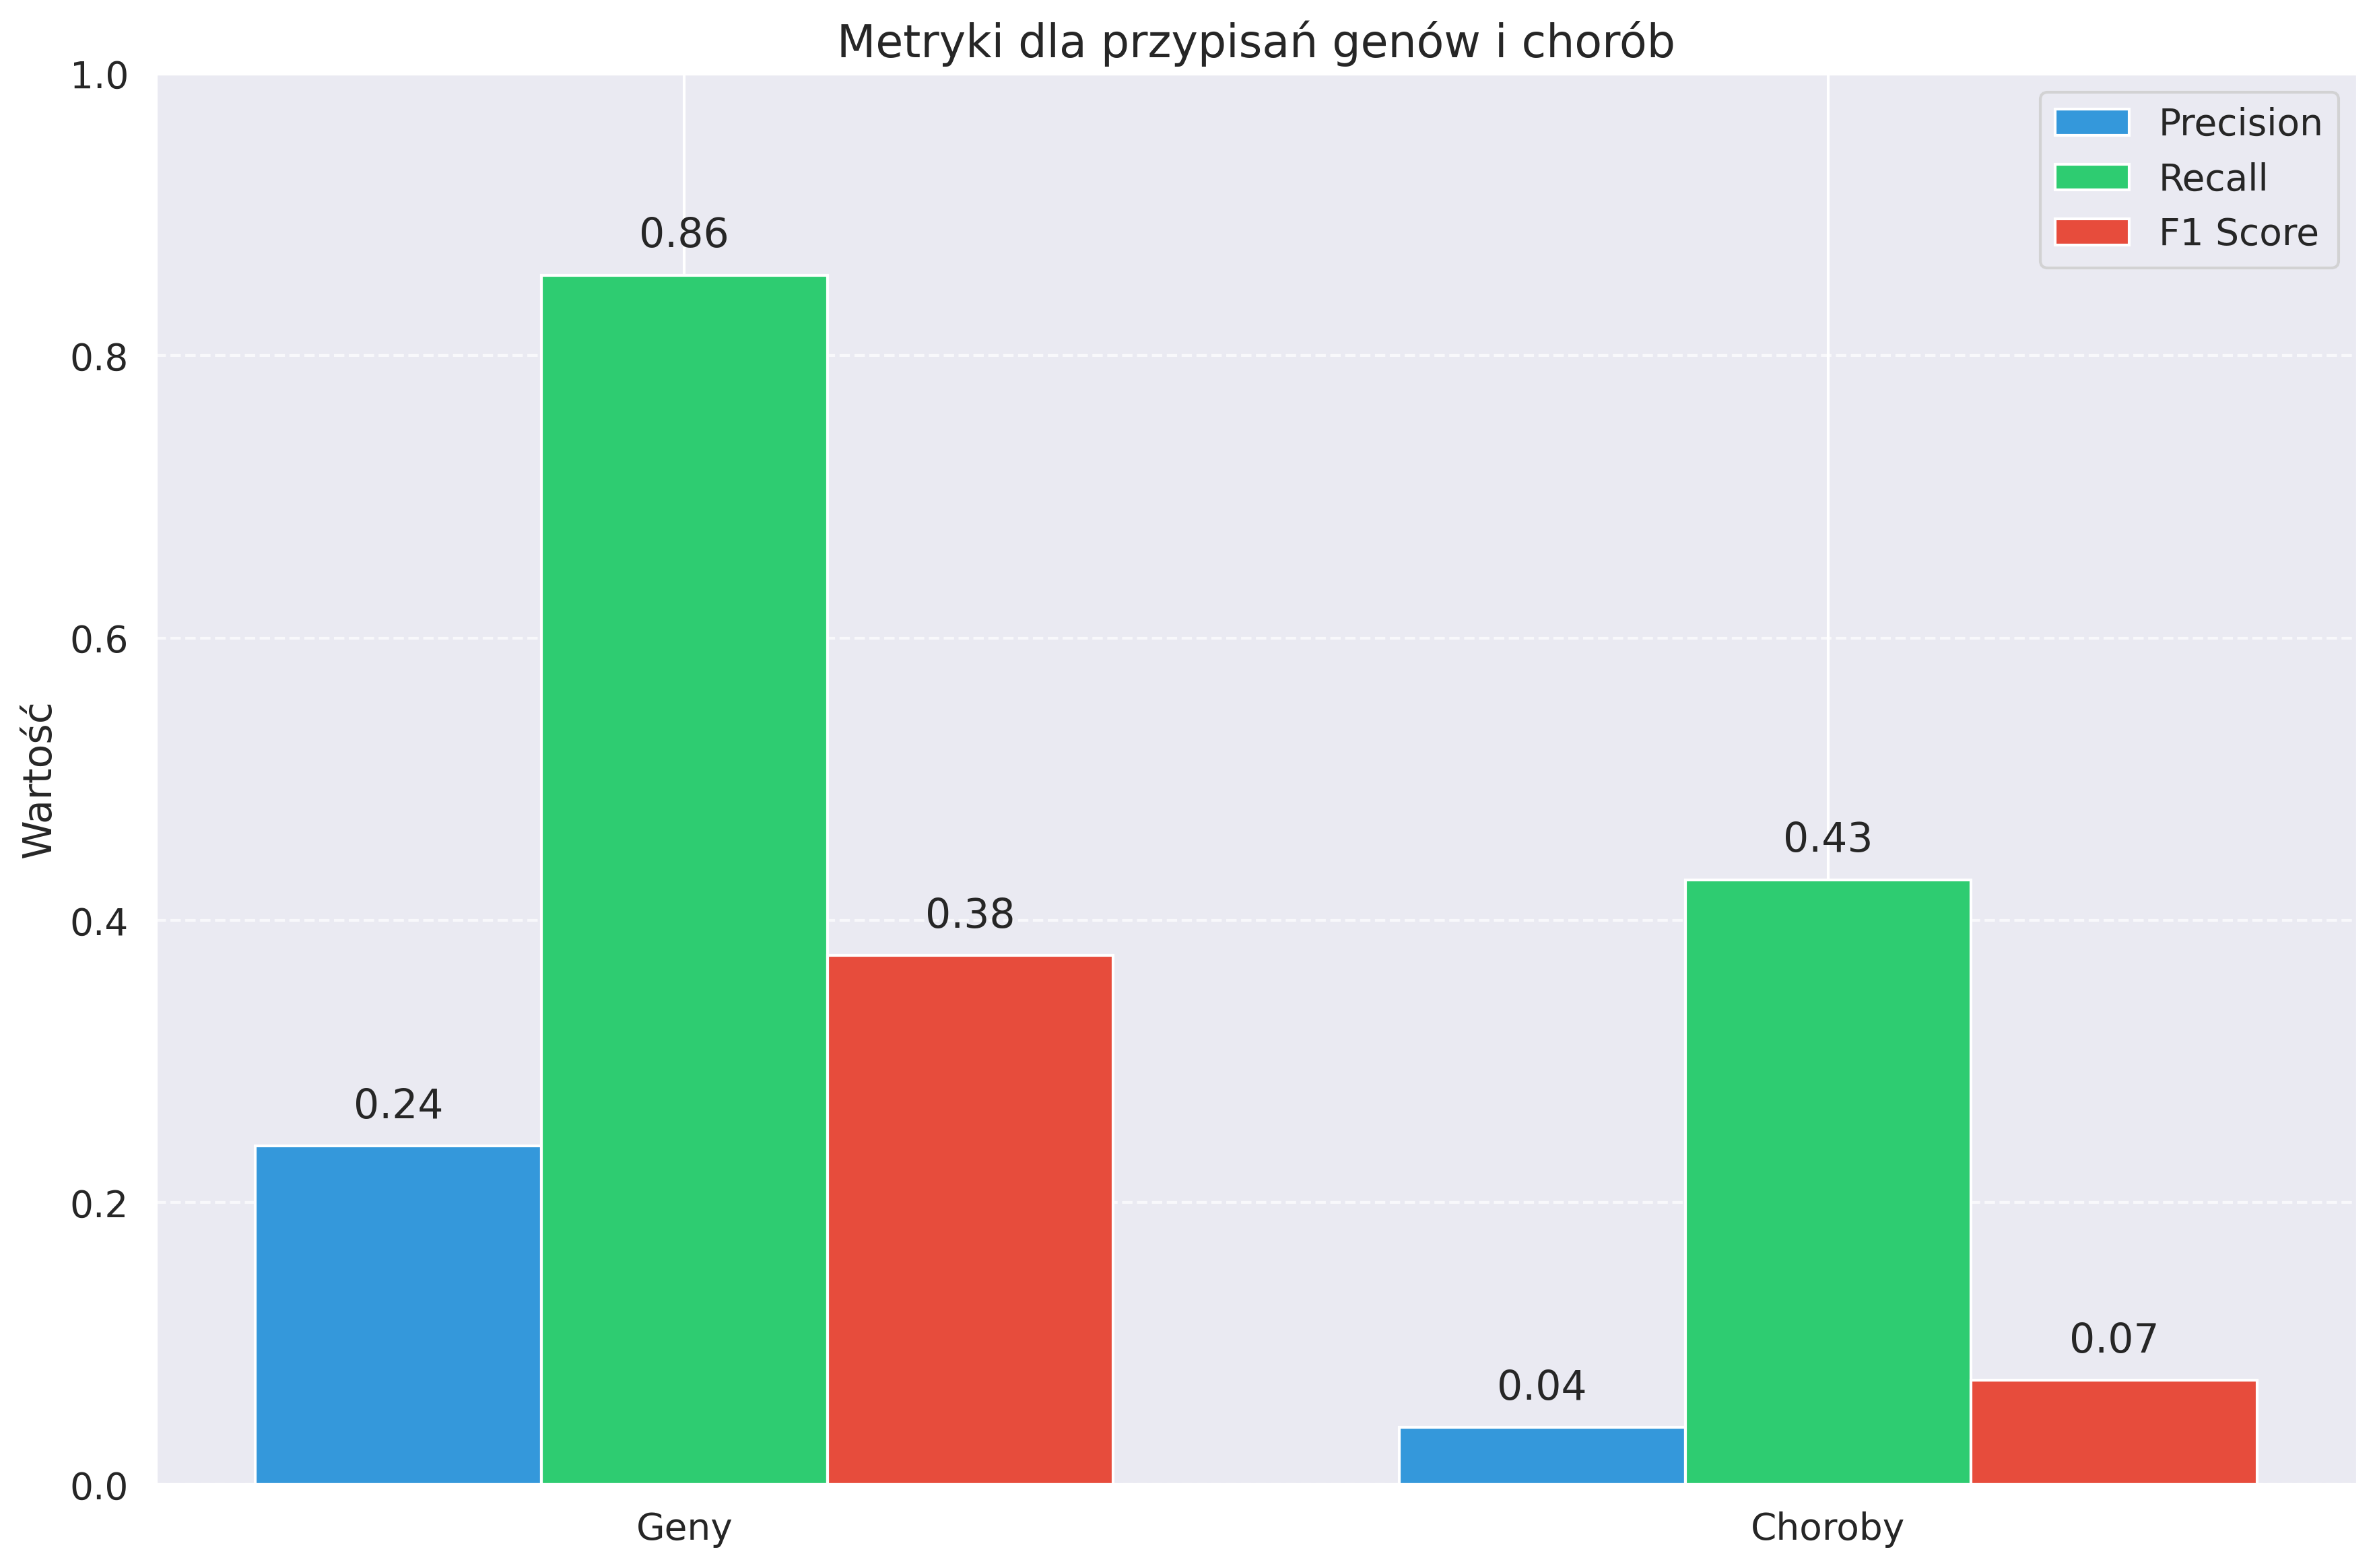 Metryki dla przypisań genów i chorób
Precision
Recall
F1 Score
Wartość
1.0
0.8
0.6
0.4
0.2
0.0
0.24
0.86
0.38
0.04
0.43
0.07
Geny
Choroby